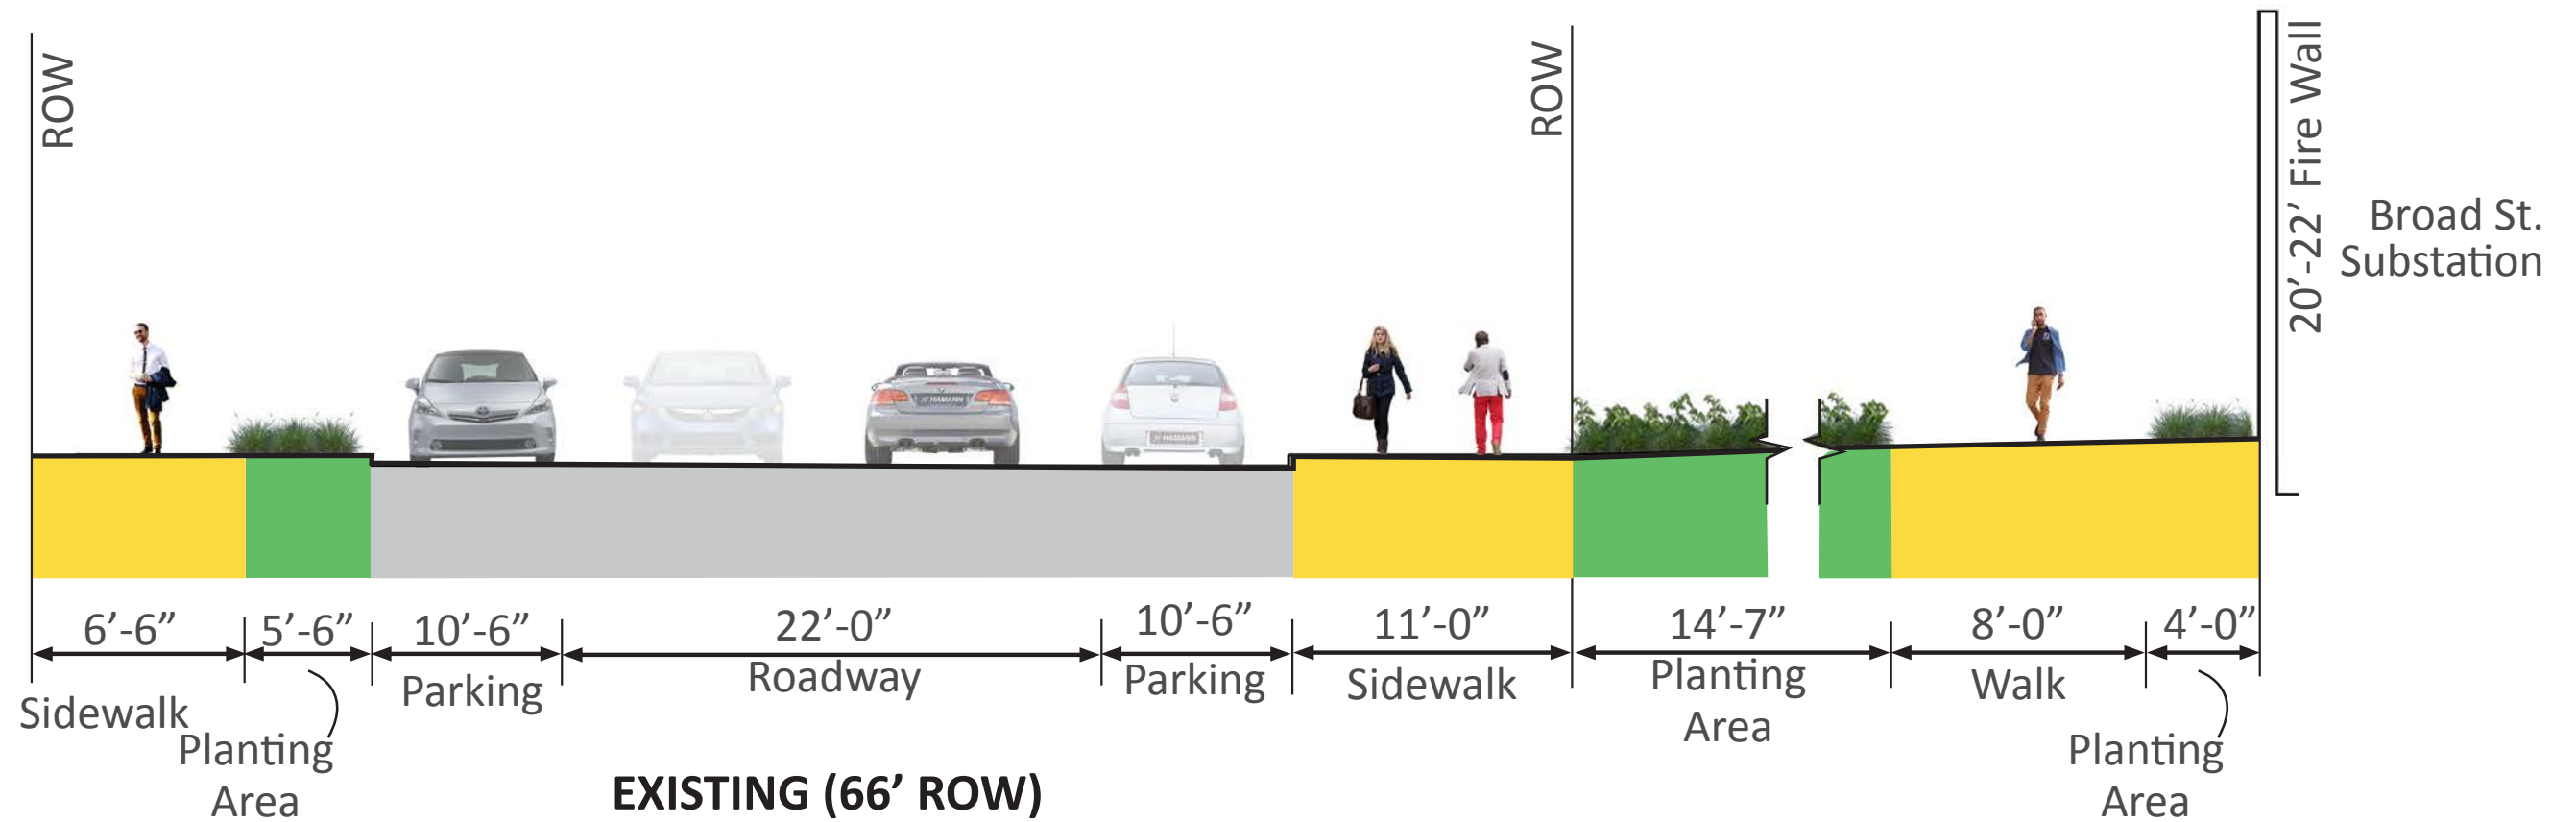 ROW
ROW
20’-22’ Fire Wall
Broad St.
Substation
HAMANN
HAMANN
6’-6”
5’-6”
10’-6”
22’-0”
10’-6”
11’-0”
14’-7”
8’-0”
4’-0”
Sidewalk
Planting
Area
Parking
Roadway
Parking
Sidewalk
Planting
Area
Walk
Planting
Area
EXISTING (66’ ROW)